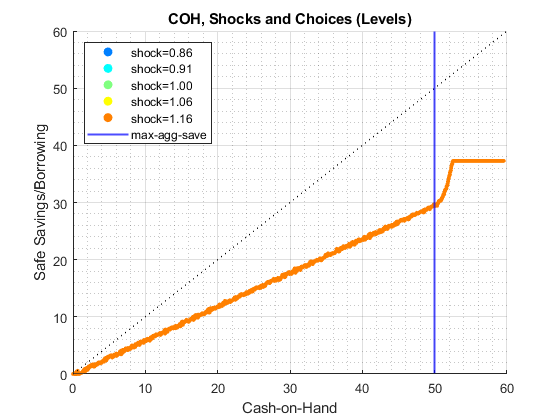 COH, Shocks and Choices (Levels)
60
50
40
30
20
10
0
Safe Savings/Borrowing
shock=0.86
shock=0.91
shock=1.00
shock=1.06
shock=1.16
max-agg-save
0 10 20 30 40 50 60
Cash-on-Hand